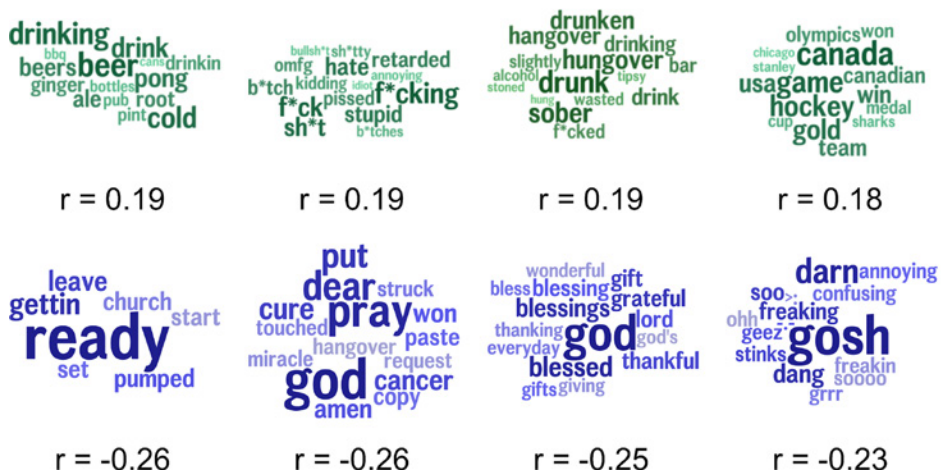 drinking
bbq drink
beers beer cans drinkin
ginger bottles pong
ale pub root
pint cold
bullsh*t sh*tty
omfg hate retarded
b*tch kidding idiot annoying
f*ck pissed f*cking
sh*t stupid
b*tches
drunken
hangover drinking
slightly hungover bar
alcohol drunk tipsy
stoned
hung wasted drink
sober
f*cked
olympics won
chicago canada
stanley
usa game canadian
hockey win
medal
cup gold sharks
team
r = 0.19
r = 0.19
r = 0.19
r = 0.18
leave
gettin church
ready start
set pumped
put
dear struck
cure pray won
touched paste
hangover
miracle request
god cancer
copy
amen
wonderful gift
bless blessing
blessings grateful
lord
thanking god god's
everyday
blessed thankful
gifts giving
darn annoying
soo >: confusing
ohh freaking
geez -.- gosh
stinks
dang freakin
soooo
grrr
r = -0.26
r = -0.26
r = -0.25
r = -0.23